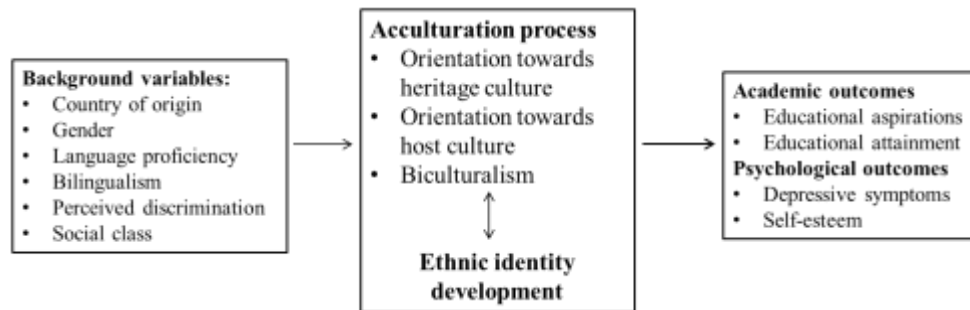 Background variables:
• Country of origin
• Gender
• Language proficiency
• Bilingualism
• Perceived discrimination
• Social class
Acculturation process
• Orientation towards
heritage culture
• Orientation towards
host culture
• Biculturalism
Ethnic identity
development
Academic outcomes
• Educational aspirations
• Educational attainment
Psychological outcomes
• Depressive symptoms
• Self-esteem